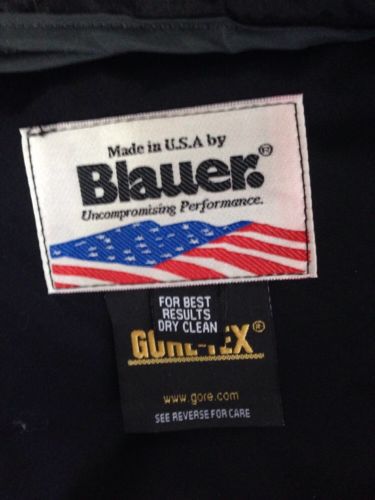 Made in U.S.A by
Blauer.®
Uncompromising Performance.
FOR BEST
RESULTS
DRY CLEAN
GORE-TEX®
www.gore.com
SEE REVERSE FOR CARE